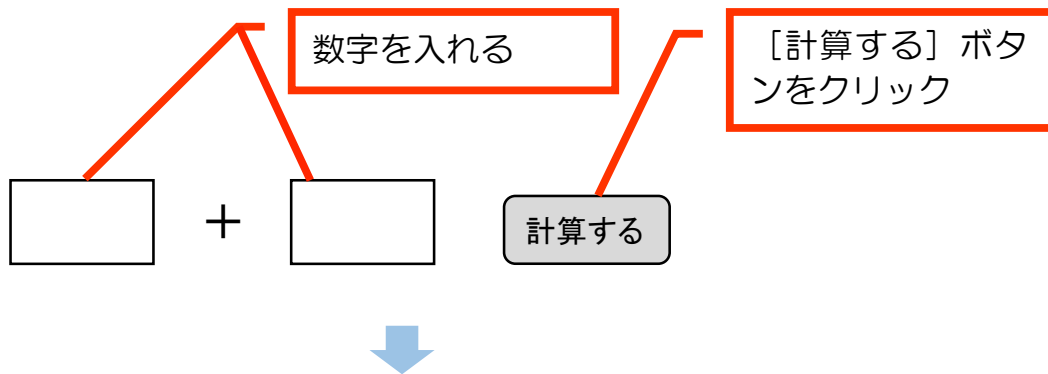 数字を入れる
［計算する］ボタ
ンをクリック
＋
計算する